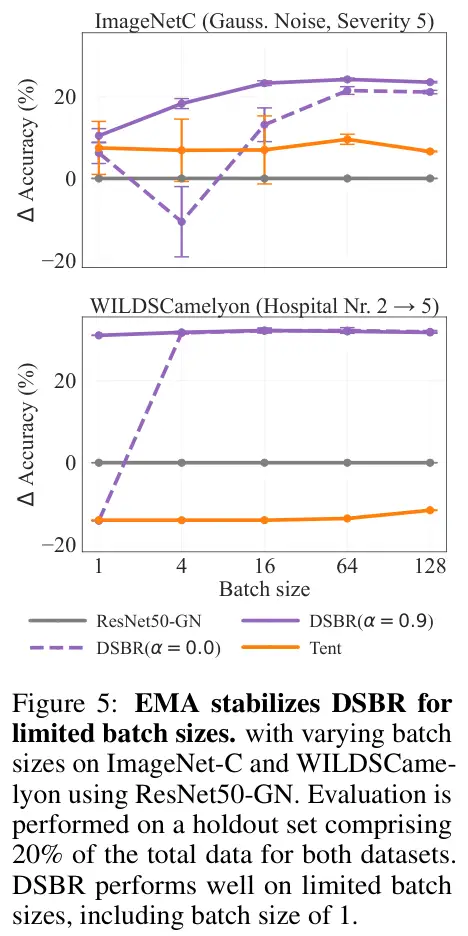 ImageNetC (Gauss. Noise, Severity 5)
Δ Accuracy (%)
20
0
−20
WILDSCamelyon (Hospital Nr. 2 → 5)
Δ Accuracy (%)
20
0
−20
1 4 16 64 128
Batch size
ResNet50-GN DSBR(α = 0.9)
DSBR(α = 0.0) Tent
Figure 5: EMA stabilizes DSBR for
limited batch sizes. with varying batch
sizes on ImageNet-C and WILDSCame-
lyon using ResNet50-GN. Evaluation is
performed on a holdout set comprising
20% of the total data for both datasets.
DSBR performs well on limited batch
sizes, including batch size of 1.